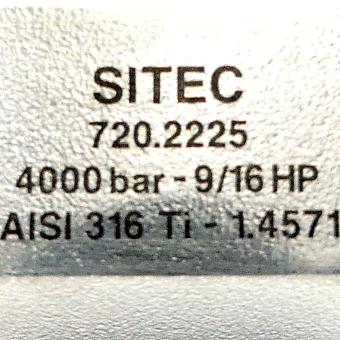 SITEC
720.2225
4000 bar - 9/16 HP
AISI 316 Ti - 1.4571